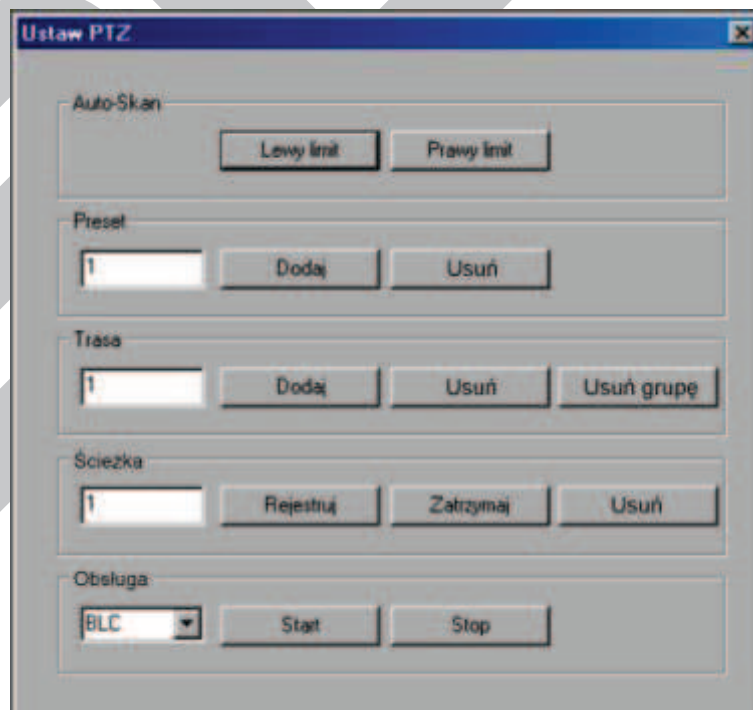 Ustaw PTZ
Auto-Skan
Lewy limit Prawy limit
Preset
1 Dodaj Usuń
Trasa
1 Dodaj Usuń Usuń grupę
Ścieżka
1 Rejestruj Zatrzymaj Usuń
Obsługa
BLC Start Stop